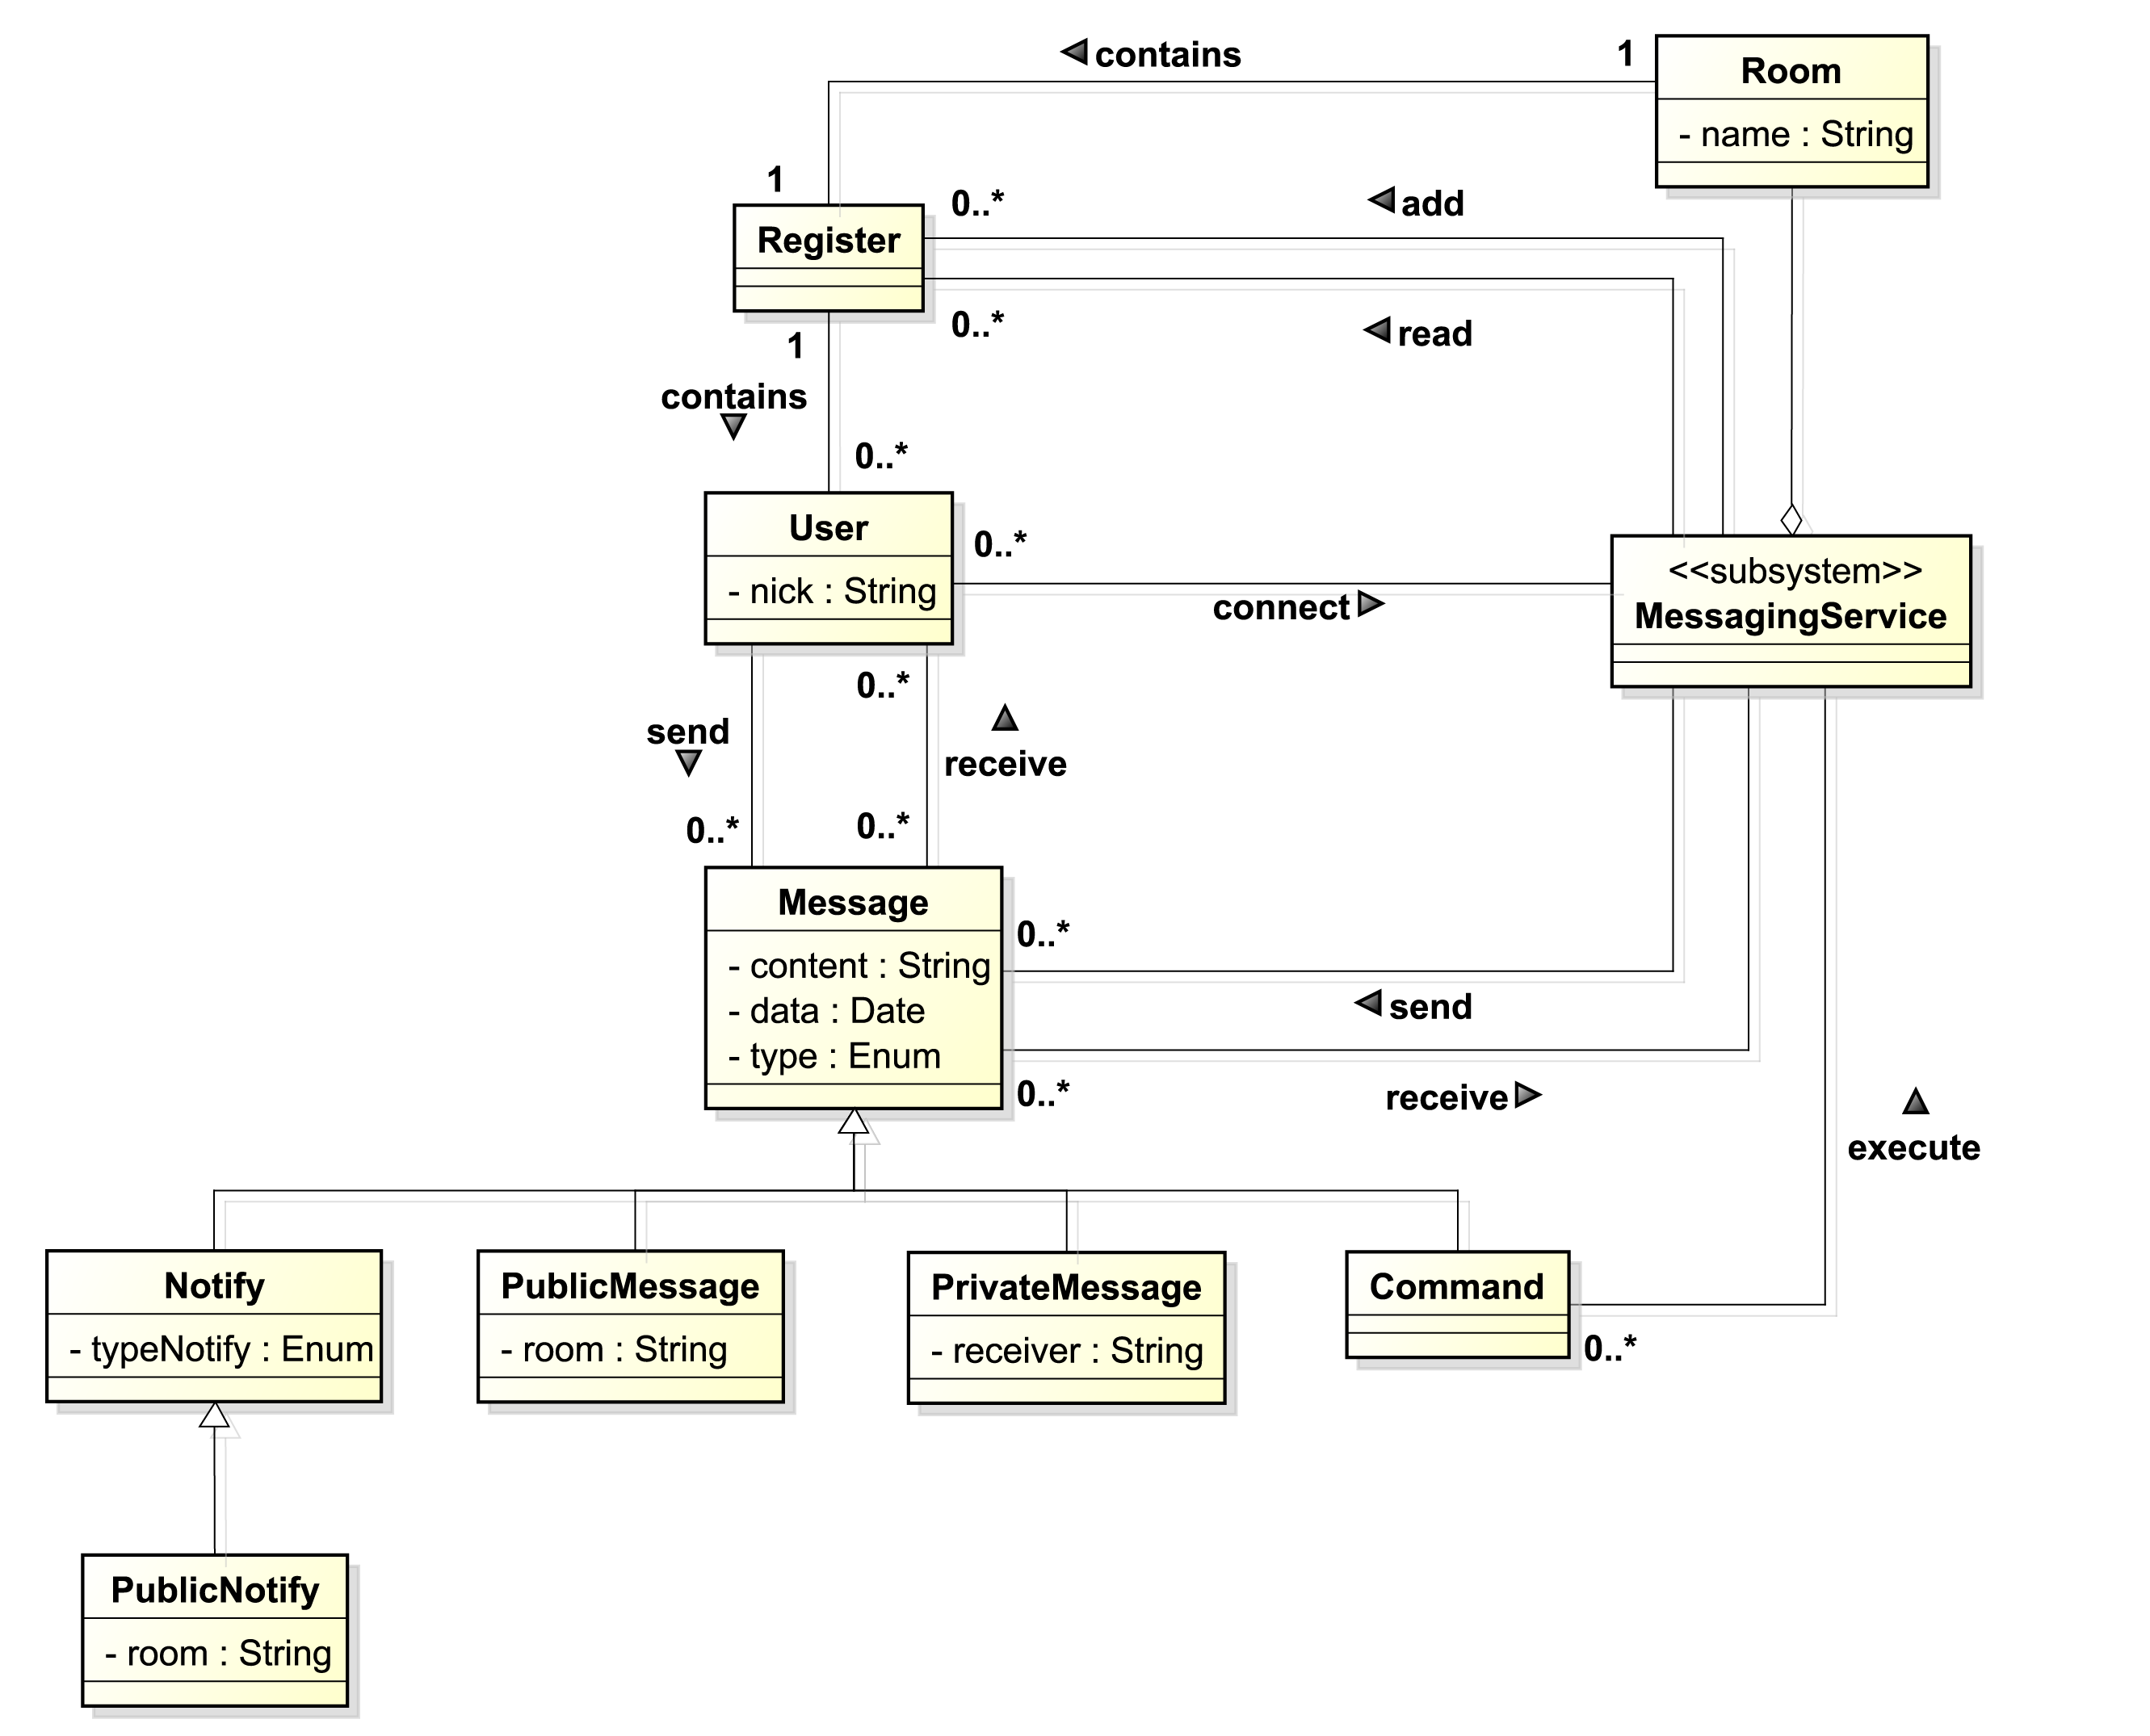 contains
1
Room
- name : String
1
Register
0..*
add
0..*
read
1
contains
0..*
User
- nick : String
0..*
connect
<<subsystem>>
MessagingService
0..*
send
receive
0..*
0..*
Message
- content : String
- data : Date
- type : Enum
0..*
send
0..*
receive
execute
Notify
- typeNotify : Enum
PublicMessage
- room : String
PrivateMessage
- receiver : String
Command
0..*
PublicNotify
- room : String